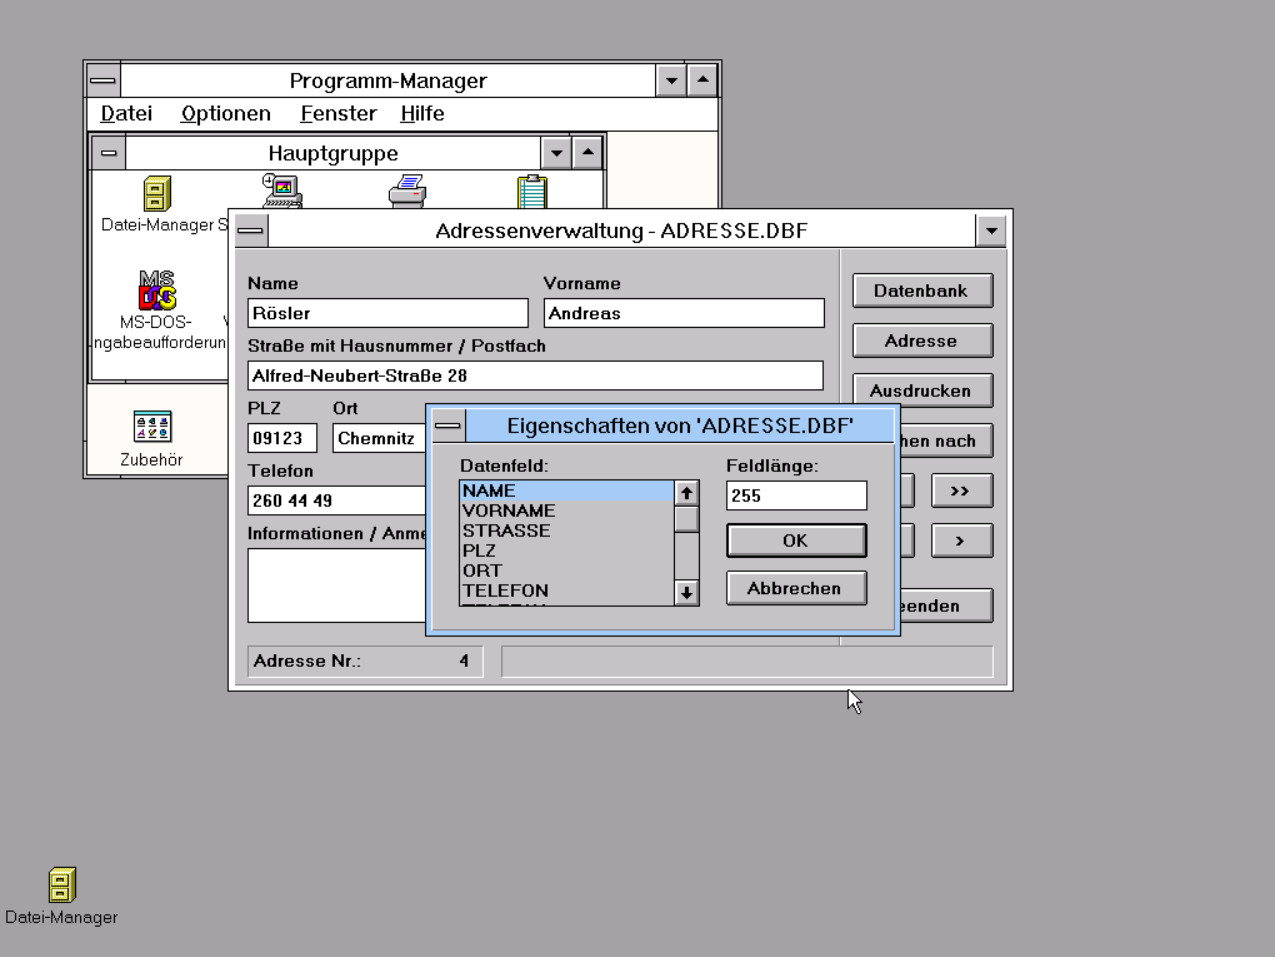 Programm-Manager
Datei Optionen Fenster Hilfe
Hauptgruppe
Datei-Manager S
MS-DOS-
ngabeaufforderun
Zubehör
Adressenverwaltung - ADRESSE.DBF
Name Vorname
Rösler Andreas
Straße mit Hausnummer / Postfach
Alfred-Neubert-Straße 28
PLZ Ort
09123 Chemnitz
Telefon
260 44 49
Informationen / Anme
Adresse Nr.: 4
Datenbank
Adresse
Ausdrucken
hen nach
>>
>
eenden
Eigenschaften von 'ADRESSE.DBF'
Datenfeld: Feldlänge:
NAME
VORNAME
STRASSE
PLZ
ORT
TELEFON
255
OK
Abbrechen
Datei-Manager